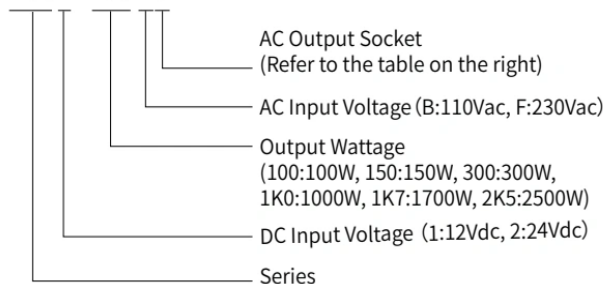 AC Output Socket
(Refer to the table on the right)
AC Input Voltage (B:110Vac, F:230Vac)
Output Wattage
(100:100W, 150:150W, 300:300W,
1K0:1000W, 1K7:1700W, 2K5:2500W)
DC Input Voltage (1:12Vdc, 2:24Vdc)
Series